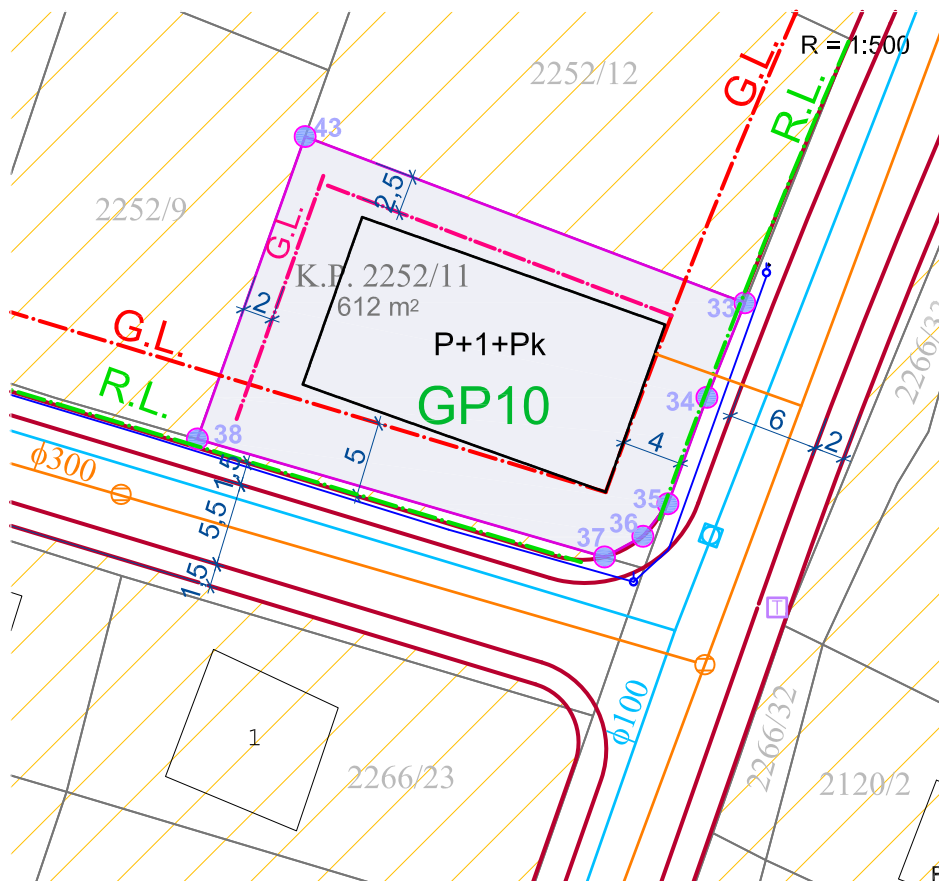 R = 1:500
G.L.
2252/12
R.L.
43
2,5
2252/9
G.L.
K.P. 2252/11
612 m²
33
2
G.L.
P+1+Pk
R.L.
GP10
34
2266/32
6
2
38
4
5
ϕ300
1,5
35
5,5
36
37
1,5
T
ϕ100
2266/32
1
2266/23
2120/2